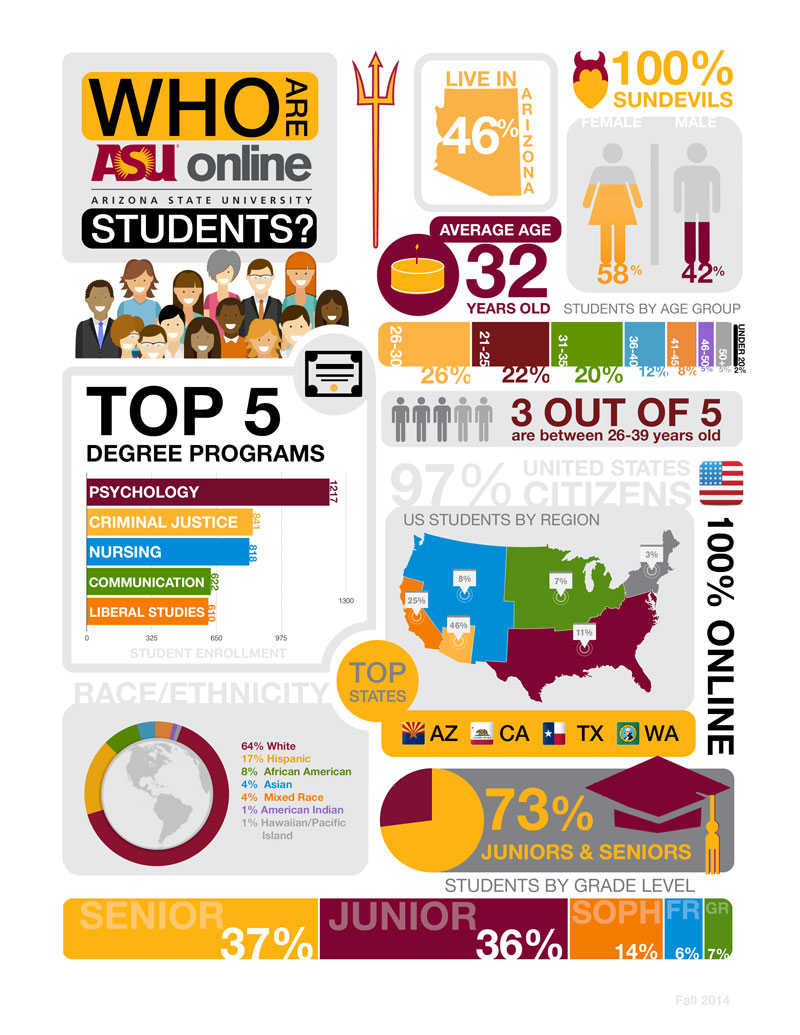 WHO ARE
ASU online
ARIZONA STATE UNIVERSITY
STUDENTS?
LIVE IN
ARIZONA
46%
100%
SUNDEVILS
FEMALE MALE
58% 42%
AVERAGE AGE
32
YEARS OLD
STUDENTS BY AGE GROUP
26-30 21-25 31-35 36-40 41-45 46-50 50+ UNDER 20
26% 22% 20% 12% 8% 5% 5% 2%
TOP 5
DEGREE PROGRAMS
PSYCHOLOGY 1217
CRIMINAL JUSTICE 841
NURSING 818
COMMUNICATION 622
LIBERAL STUDIES 610
1300
0 325 650 975
STUDENT ENROLLMENT
3 OUT OF 5
are between 26-39 years old
97% UNITED STATES
CITIZENS
US STUDENTS BY REGION
3%
8%
7%
25%
46%
11%
100% ONLINE
TOP
STATES
AZ CA TX WA
RACE/ETHNICITY
64% White
17% Hispanic
8% African American
4% Asian
4% Mixed Race
1% American Indian
1% Hawaiian/Pacific
Island
73%
JUNIORS & SENIORS
STUDENTS BY GRADE LEVEL
SENIOR JUNIOR SOPH FR GR
37% 36% 14% 6% 7%
Fall 2014